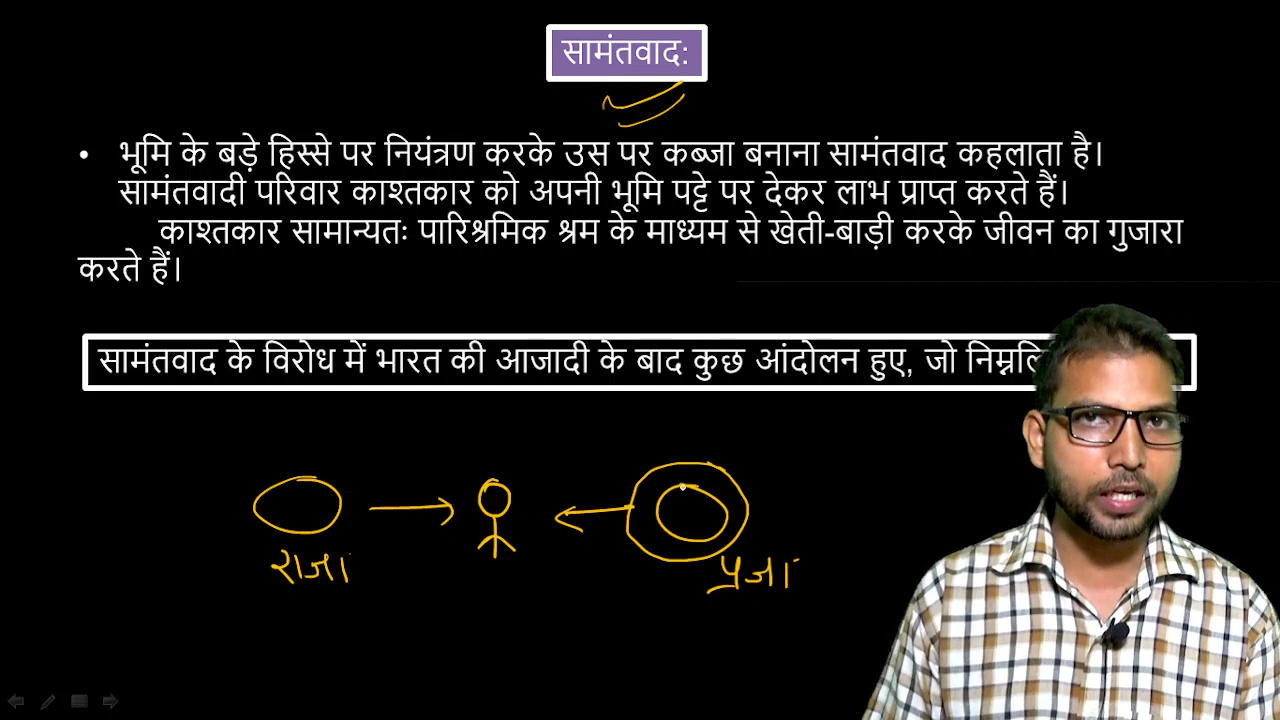 सामंतवाद:
• भूमि के बड़े हिस्से पर नियंत्रण करके उस पर कब्जा बनाना सामंतवाद कहलाता है।
सामंतवादी परिवार काश्तकार को अपनी भूमि पट्टे पर देकर लाभ प्राप्त करते हैं।
काश्तकार सामान्यतः पारिश्रमिक श्रम के माध्यम से खेती-बाड़ी करके जीवन का गुजारा
करते हैं।
सामंतवाद के विरोध में भारत की आजादी के बाद कुछ आंदोलन हुए, जो
राजा
प्रजा